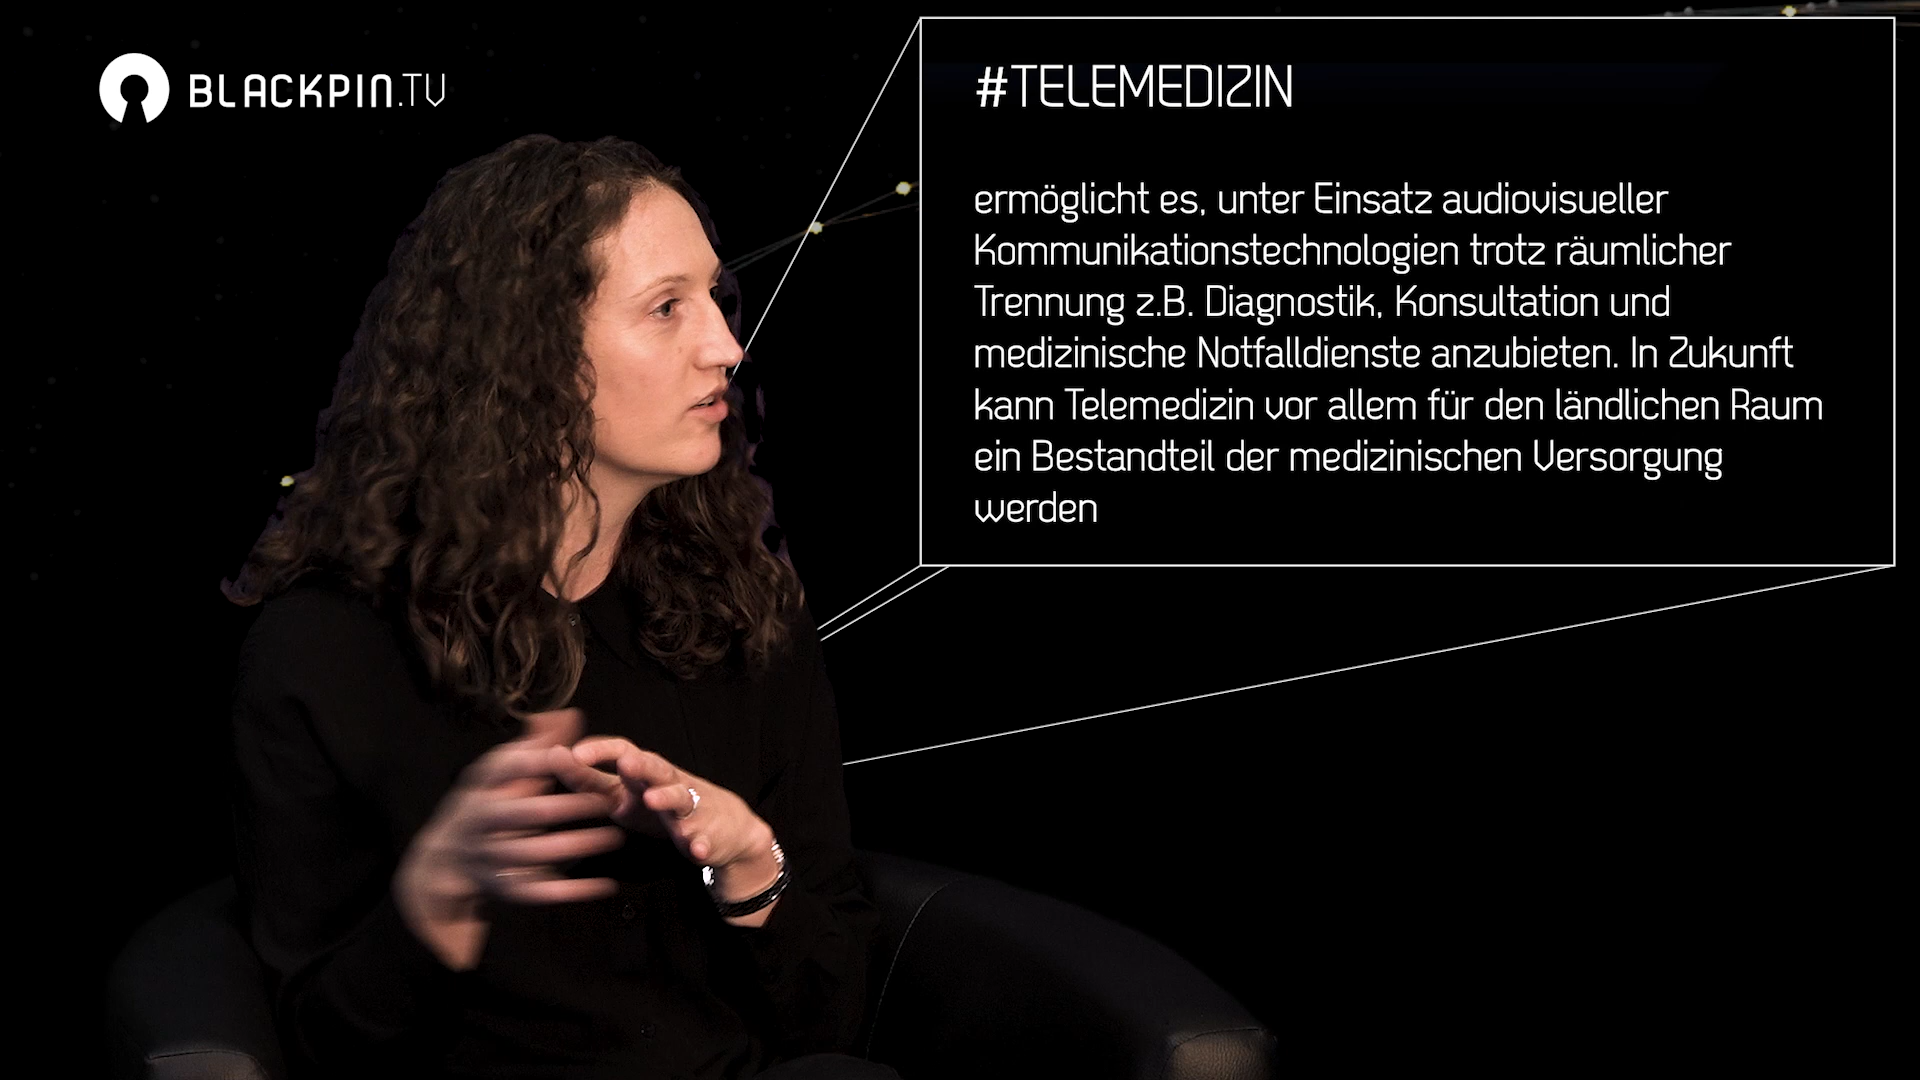 BLACKPIN.TV
#TELEMEDIZIN
ermöglicht es, unter Einsatz audiovisueller
Kommunikationstechnologien trotz räumlicher
Trennung z.B. Diagnostik, Konsultation und
medizinische Notfalldienste anzubieten. In Zukunft
kann Telemedizin vor allem für den ländlichen Raum
ein Bestandteil der medizinischen Versorgung
werden